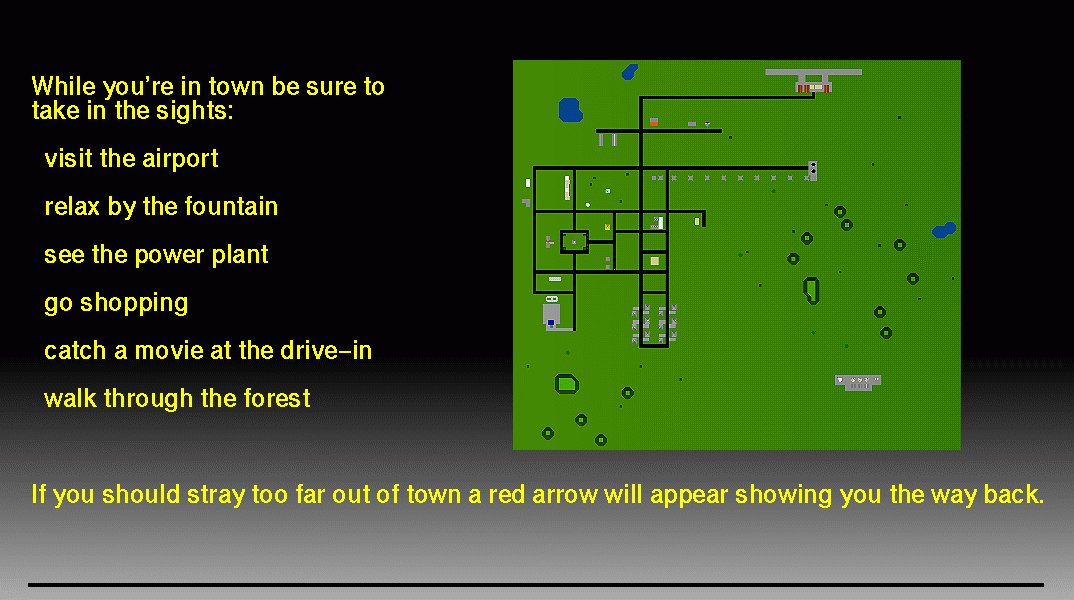 While you're in town be sure to
take in the sights:
visit the airport
relax by the fountain
see the power plant
go shopping
catch a movie at the drive-in
walk through the forest
If you should stray too far out of town a red arrow will appear showing you the way back.